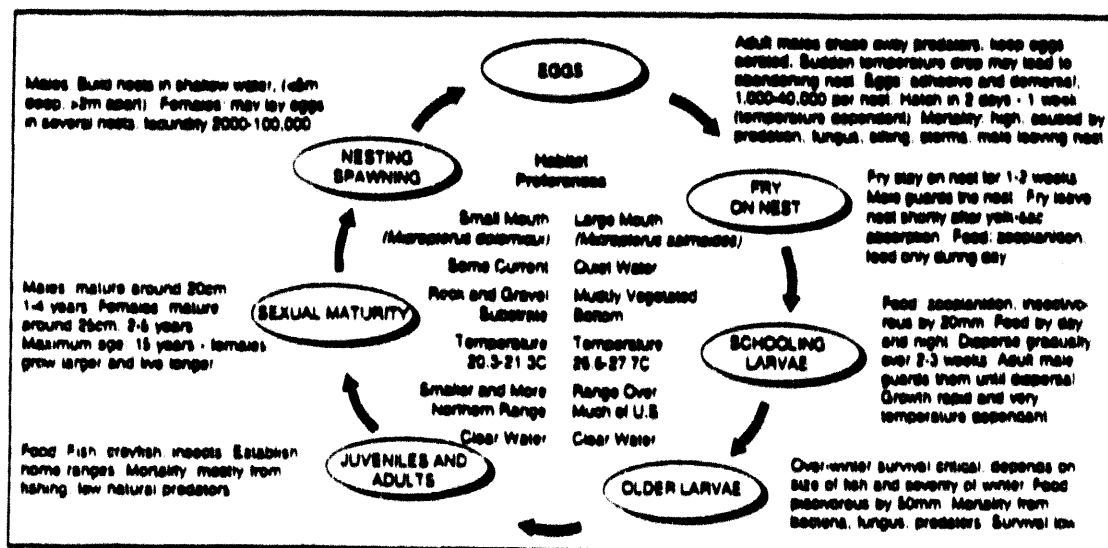 EGGS
Adult males chase away predators, keep eggs
aerated. Sudden temperature drop may lead to
abandoning nest. Eggs: adhesive and demersal,
1,000-40,000 per nest. Hatch in 2 days - 1 week
(temperature dependant) Mortality: high, caused by
predation, fungus, silting, storms, male leaving nest
FRY
ON NEST
Fry stay on nest for 1-2 weeks
Male guards the nest. Fry leave
nest shortly after yolk-sac
absorption. Food: zooplankton,
feed only during day
SCHOOLING
LARVAE
Food: zooplankton, insectivo-
rous by 20mm. Feed by day
and night. Disperse gradually
over 2-3 weeks. Adult male
guards them until dispersal
Growth rapid and very
temperature dependant
OLDER LARVAE
Over-winter survival critical, depends on
size of fish and severity of winter. Food
piscivorous by 50mm. Mortality from
bacteria, fungus, predators. Survival low
JUVENILES AND
ADULTS
Food: Fish, crayfish, insects. Establish
home ranges. Mortality: mostly from
fishing, few natural predators
SEXUAL MATURITY
Males: mature around 20cm
1-4 years. Females: mature
around 25cm, 2-5 years
Maximum age: 15 years - females
grow larger and live longer
NESTING
SPAWNING
Males: Build nests in shallow water, (<6m
deep, >2m apart). Females: may lay eggs
in several nests, fecundity 2000-100,000
Habitat
Preferences
Small Mouth
(Micropterus dolomieui)
Some Current
Rock and Gravel
Substrate
Temperature
20.3-21.3C
Smaller and More
Northern Range
Clear Water
Large Mouth
(Micropterus salmoides)
Quiet Water
Muddy Vegetated
Bottom
Temperature
26.6-27.7C
Range Over
Much of U.S
Clear Water